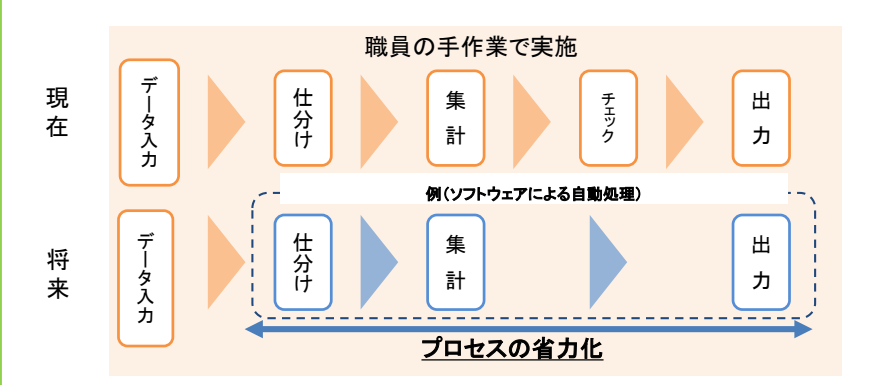 職員の手作業で実施
現在
データ入力
仕分け
集計
チェック
出力
例(ソフトウェアによる自動処理)
将来
データ入力
仕分け
集計
出力
プロセスの省力化